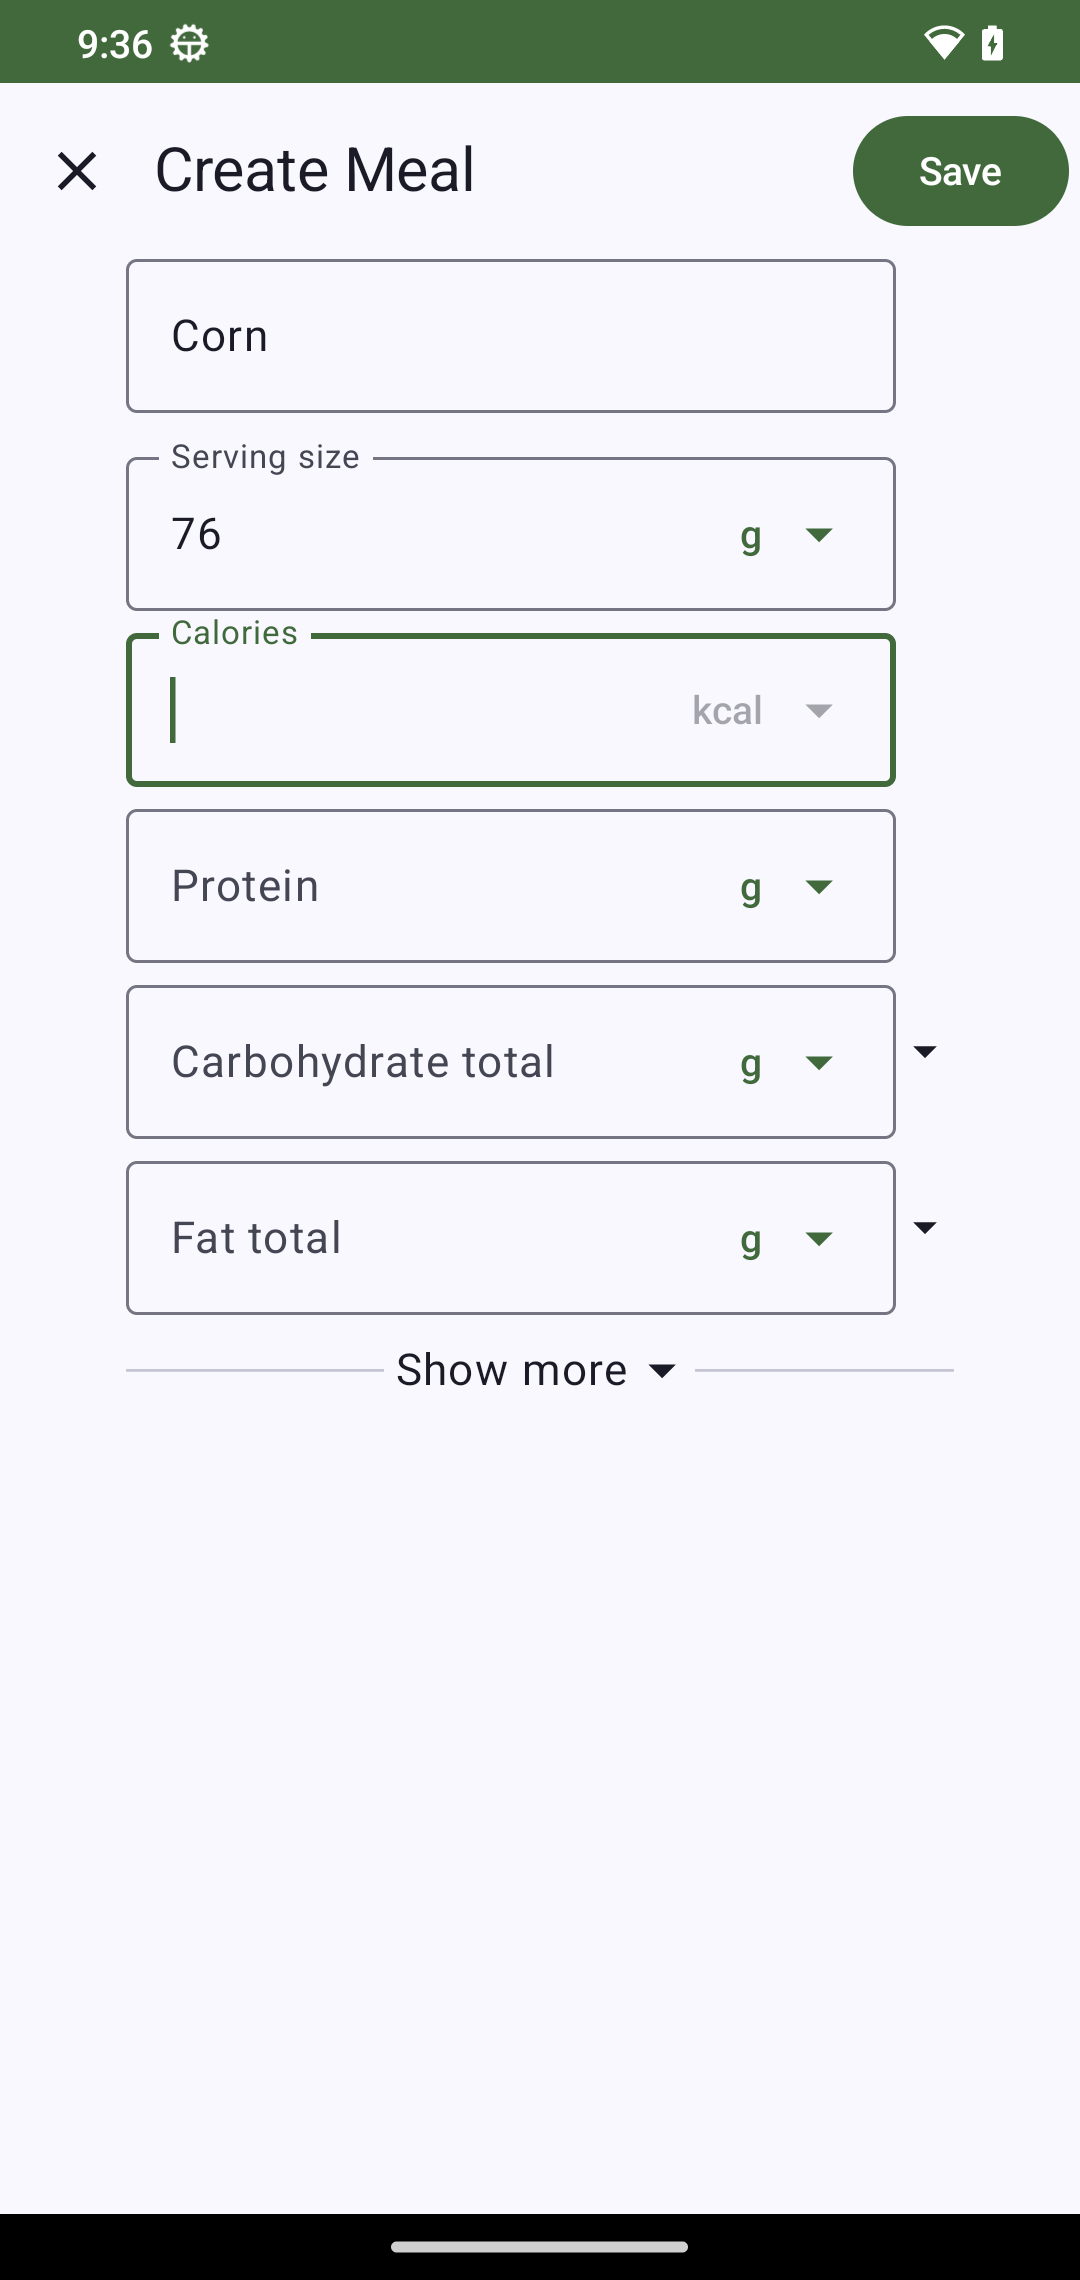 9:36
Create Meal
Save
Corn
Serving size
76 g
Calories
kcal
Protein g
Carbohydrate total g
Fat total g
Show more